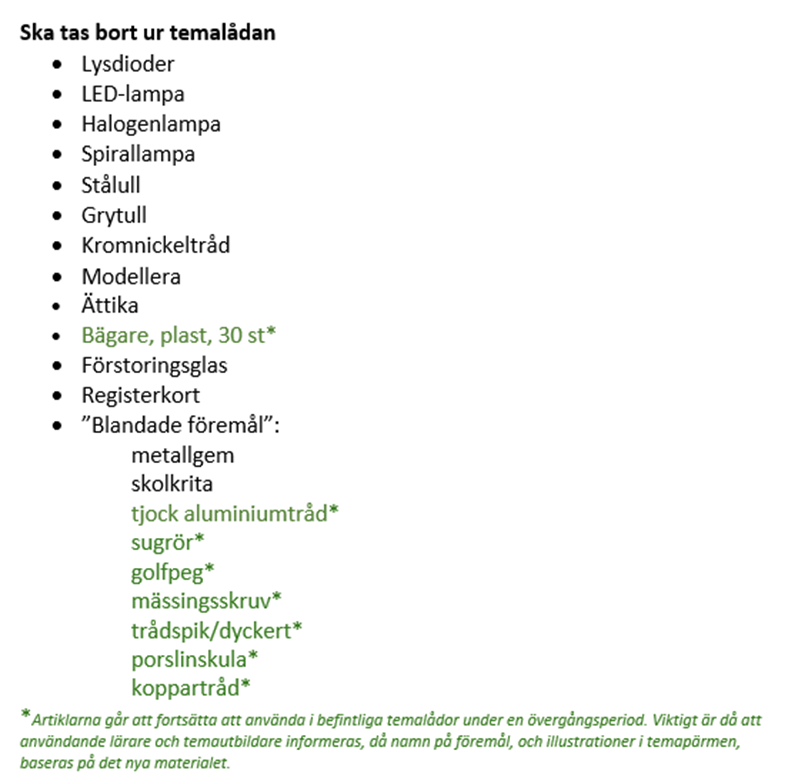 Ska tas bort ur temalådan
• Lysdioder
• LED-lampa
• Halogenlampa
• Spirallampa
• Stålull
• Grytull
• Kromnickeltråd
• Modellera
• Ättika
• Bägare, plast, 30 st*
• Förstoringsglas
• Registerkort
• ”Blandade föremål”:
metallgem
skolkrita
tjock aluminiumtråd*
sugrör*
golfpeg*
mässingsskruv*
trådspik/dyckert*
porslinskula*
koppartråd*
*Artiklarna går att fortsätta att använda i befintliga temalådor under en övergångsperiod. Viktigt är då att
användande lärare och temautbildare informeras, då namn på föremål, och illustrationer i temapärmen,
baseras på det nya materialet.